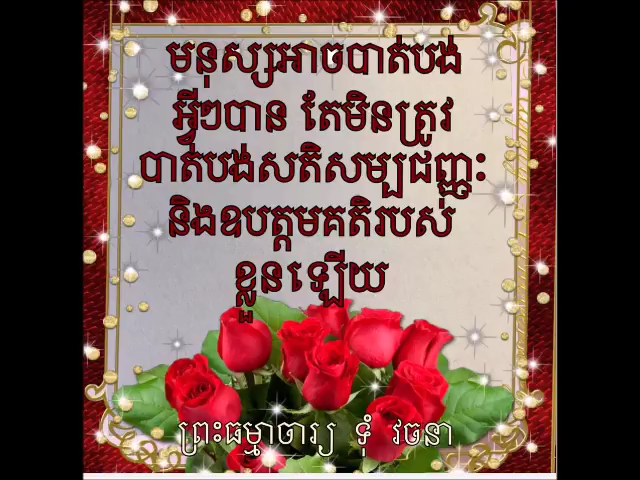 មនុស្សអាចបាត់បង់
អ្វីៗបាន តែមិនត្រូវ
បាត់បង់សតិសម្បជញ្ញះ
និងឧបត្តមគតិរបស់
ខ្លួនឡើយ
ព្រះធម្មាចារ្យ ទុំ វចនា